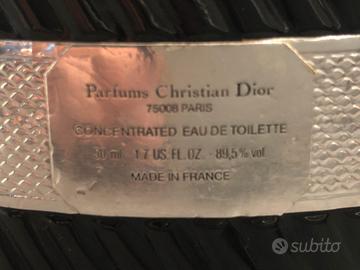 Parfums Christian Dior
75008 PARIS
CONCENTRATED EAU DE TOILETTE
50 ml 1.7 US. FL. OZ. - 89,5% vol
MADE IN FRANCE
subito